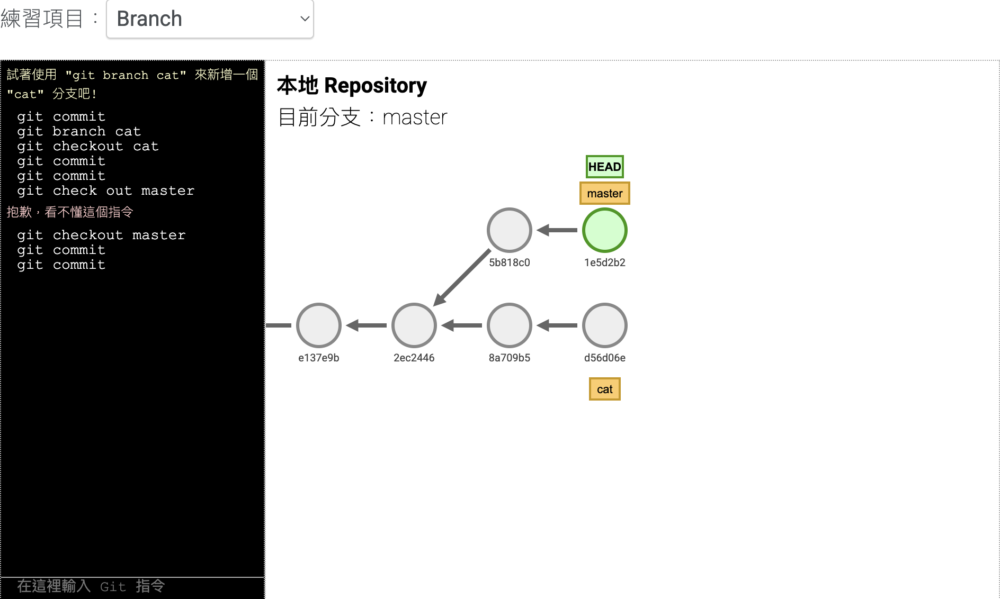 練習項目：Branch
試著使用 "git branch cat" 來新增一個
"cat" 分支吧!
git commit
git branch cat
git checkout cat
git commit
git commit
git check out master
抱歉，看不懂這個指令
git checkout master
git commit
git commit
在這裡輸入 Git 指令
本地 Repository
目前分支：master
HEAD
master
5b818c0
1e5d2b2
e137e9b
2ec2446
8a709b5
d56d06e
cat